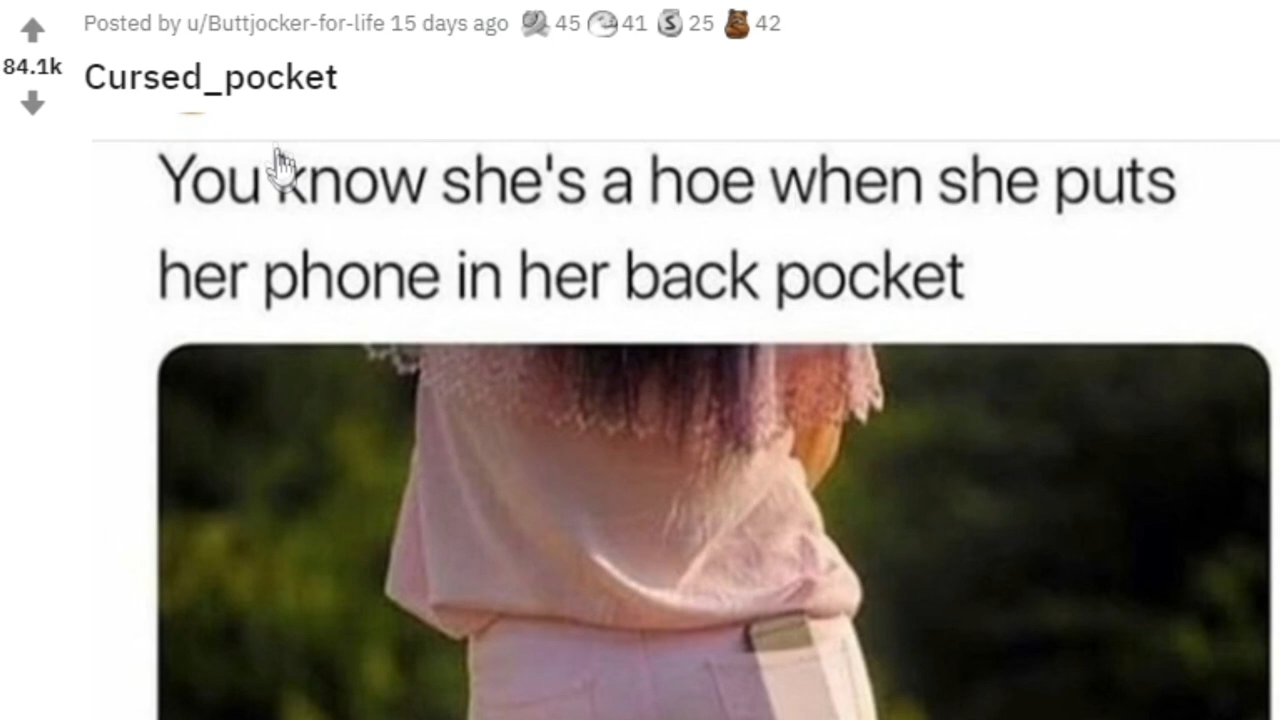 Posted by u/Buttjocker-for-life 15 days ago 45 41 S 25 42
84.1k
Cursed_pocket
You know she's a hoe when she puts
her phone in her back pocket